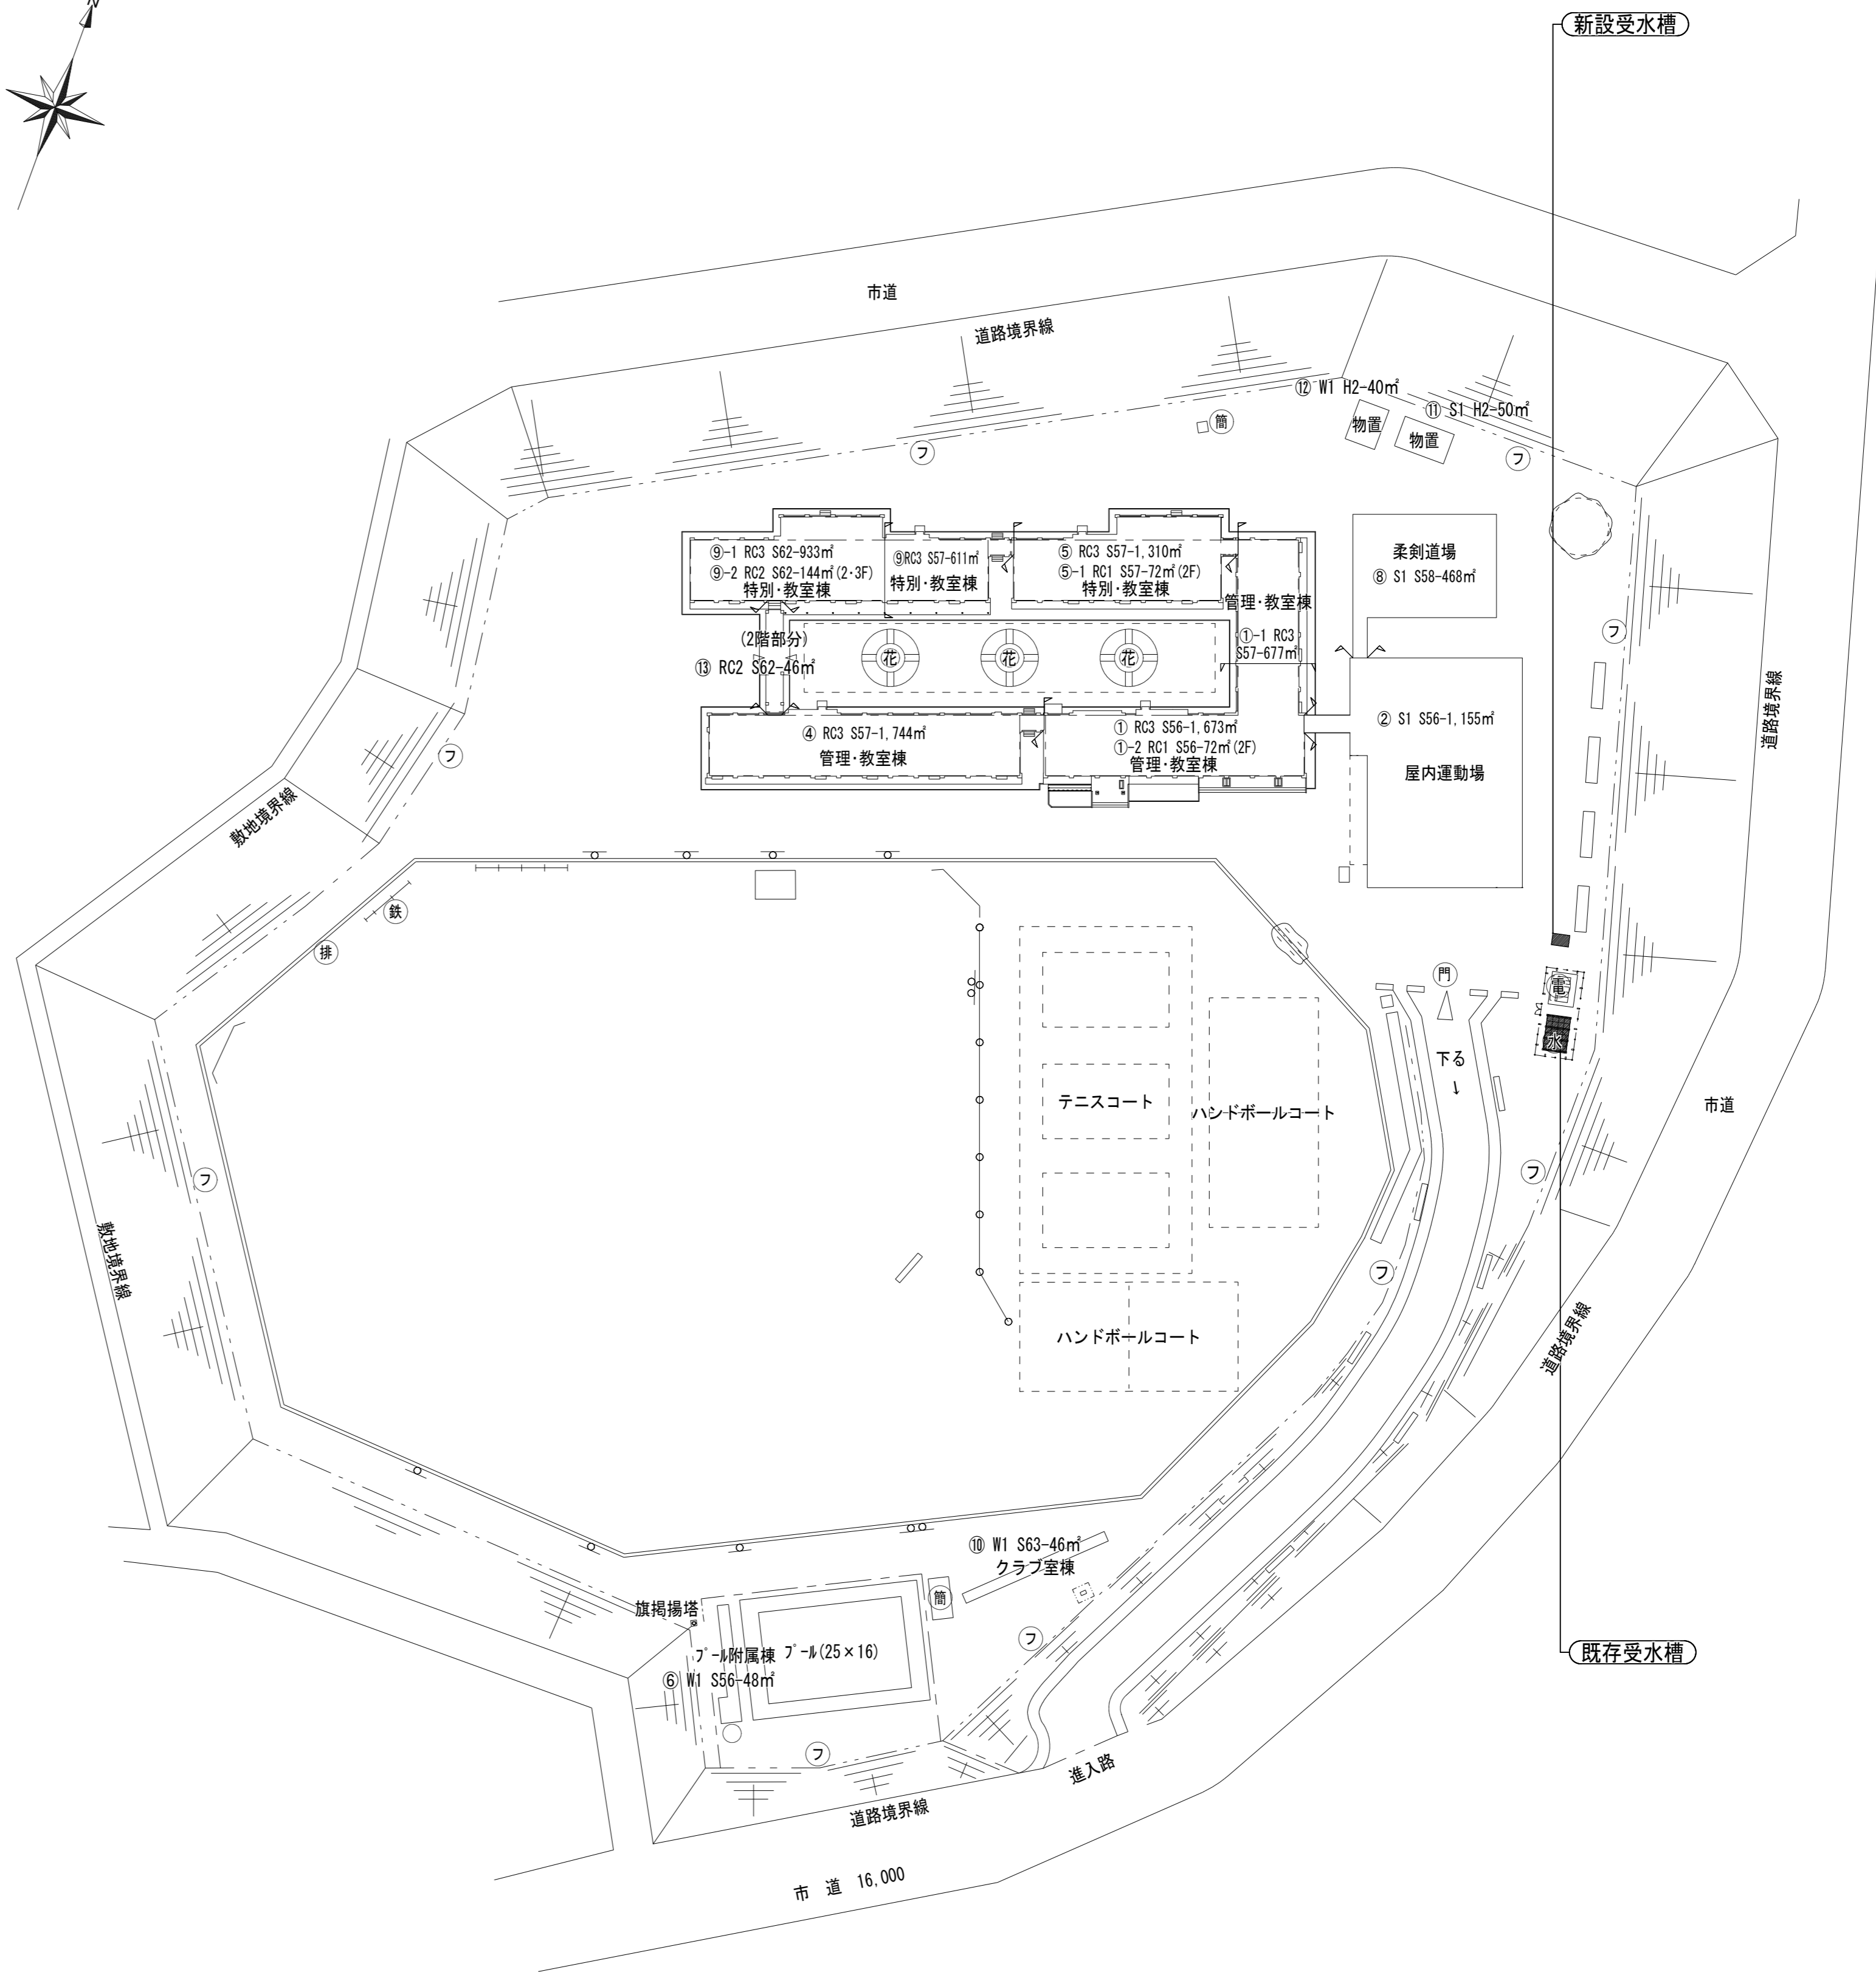 N
新設受水槽
市道
道路境界線
⑫ W1 H2-40㎡
⑪ S1 H2-50㎡
物置
物置
簡
フ
フ
⑨-1 RC3 S62-933㎡
⑨-2 RC2 S62-144㎡(2・3F)
特別・教室棟
⑨RC3 S57-611㎡
特別・教室棟
⑤ RC3 S57-1,310㎡
⑤-1 RC1 S57-72㎡(2F)
特別・教室棟
管理・教室棟
①-1 RC3
S57-677㎡
柔剣道場
⑧ S1 S58-468㎡
フ
(2階部分)
⑬ RC2 S62-46㎡
花
花
花
道路境界線
④ RC3 S57-1,744㎡
管理・教室棟
① RC3 S56-1,673㎡
①-2 RC1 S56-72㎡(2F)
管理・教室棟
② S1 S56-1,155㎡
屋内運動場
フ
敷地境界線
鉄
排
門
電
水
下る
↓
テニスコート
ハンドボールコート
市道
フ
フ
敷地境界線
フ
ハンドボールコート
道路境界線
⑩ W1 S63-46㎡
クラブ室棟
簡
旗掲揚塔
プール附属棟
プール(25×16)
⑥ W1 S56-48㎡
フ
既存受水槽
フ
進入路
道路境界線
市 道 16,000